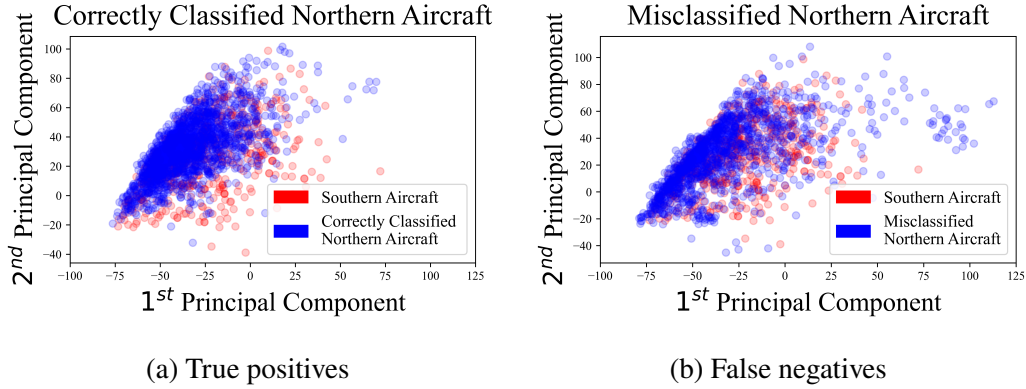 Correctly Classified Northern Aircraft
2nd Principal Component
100
80
60
40
20
0
−20
−40
−100
−75
−50
−25
0
25
50
75
100
125
Southern Aircraft
Correctly Classified
Northern Aircraft
1st Principal Component
(a) True positives
Misclassified Northern Aircraft
2nd Principal Component
100
80
60
40
20
0
−20
−40
−100
−75
−50
−25
0
25
50
75
100
125
Southern Aircraft
Misclassified
Northern Aircraft
1st Principal Component
(b) False negatives